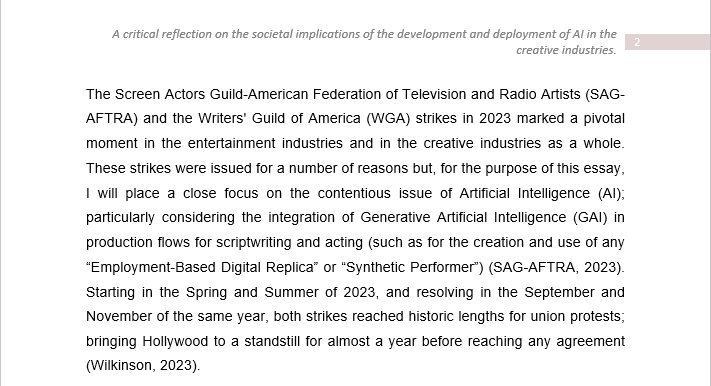 A critical reflection on the societal implications of the development and deployment of AI in the
creative industries.
2
The Screen Actors Guild-American Federation of Television and Radio Artists (SAG-
AFTRA) and the Writers' Guild of America (WGA) strikes in 2023 marked a pivotal
moment in the entertainment industries and in the creative industries as a whole.
These strikes were issued for a number of reasons but, for the purpose of this essay,
I will place a close focus on the contentious issue of Artificial Intelligence (AI);
particularly considering the integration of Generative Artificial Intelligence (GAI) in
production flows for scriptwriting and acting (such as for the creation and use of any
“Employment-Based Digital Replica” or “Synthetic Performer”) (SAG-AFTRA, 2023).
Starting in the Spring and Summer of 2023, and resolving in the September and
November of the same year, both strikes reached historic lengths for union protests;
bringing Hollywood to a standstill for almost a year before reaching any agreement
(Wilkinson, 2023).